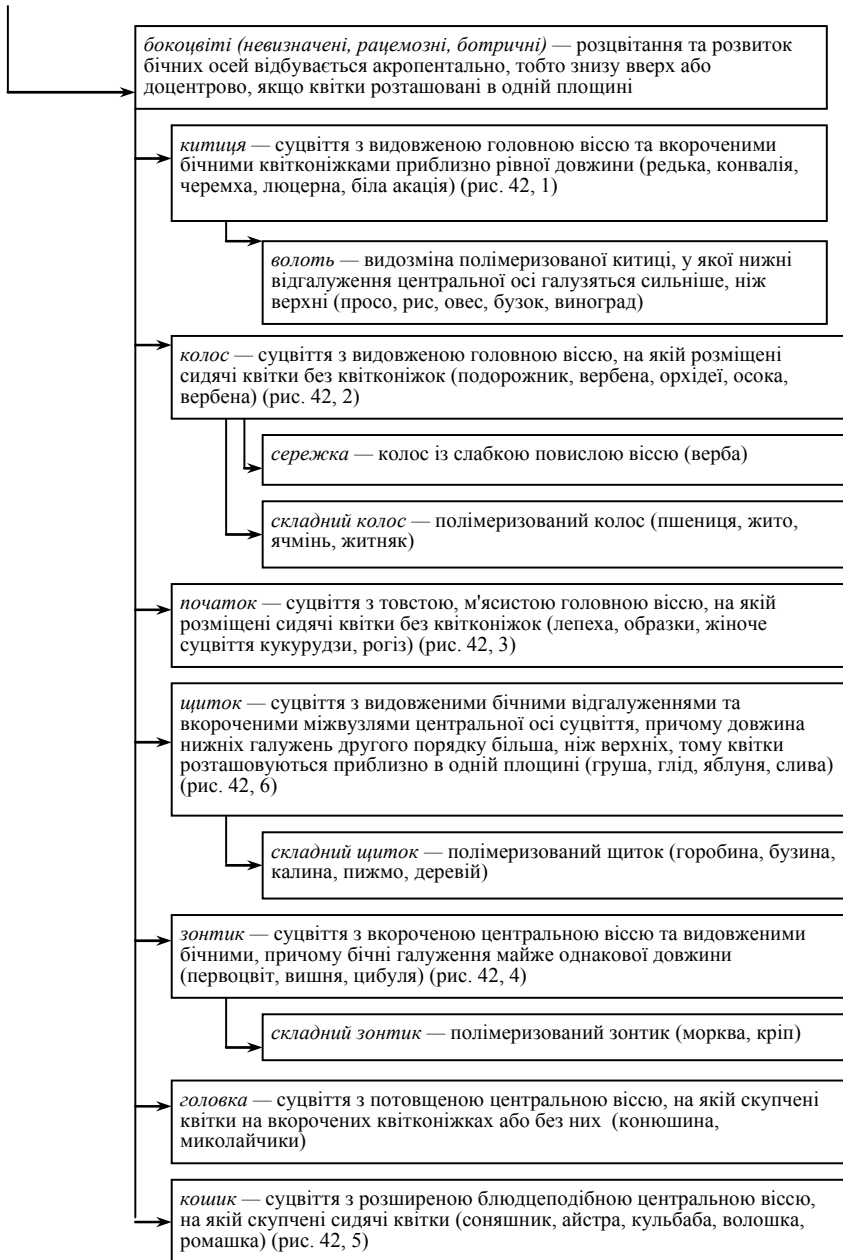 бокоцвіті (невизначені, рацемозні, ботричні) — розцвітання та розвиток
бічних осей відбувається акропентально, тобто знизу вверх або
доцентрово, якщо квітки розташовані в одній площині
китиця — суцвіття з видовженою головною віссю та вкороченими
бічними квітконіжками приблизно рівної довжини (редька, конвалія,
черемха, люцерна, біла акація) (рис. 42, 1)
волоть — видозміна полімеризованої китиці, у якої нижні
відгалуження центральної осі галузяться сильніше, ніж
верхні (просо, рис, овес, бузок, виноград)
колос — суцвіття з видовженою головною віссю, на якій розміщені
сидячі квітки без квітконіжок (подорожник, вербена, орхідеї, осока,
вербена) (рис. 42, 2)
сережка — колос із слабкою повислою віссю (верба)
складний колос — полімеризований колос (пшениця, жито,
ячмінь, житняк)
початок — суцвіття з товстою, м'ясистою головною віссю, на якій
розміщені сидячі квітки без квітконіжок (лепеха, образки, жіноче
суцвіття кукурудзи, рогіз) (рис. 42, 3)
щиток — суцвіття з видовженими бічними відгалуженнями та
вкороченими міжвузлями центральної осі суцвіття, причому довжина
нижніх галужень другого порядку більша, ніж верхніх, тому квітки
розташовуються приблизно в одній площині (груша, глід, яблуня, слива)
(рис. 42, 6)
складний щиток — полімеризований щиток (горобина, бузина,
калина, пижмо, деревій)
зонтик — суцвіття з вкороченою центральною віссю та видовженими
бічними, причому бічні галуження майже однакової довжини
(первоцвіт, вишня, цибуля) (рис. 42, 4)
складний зонтик — полімеризований зонтик (морква, кріп)
головка — суцвіття з потовщеною центральною віссю, на якій скупчені
квітки на вкорочених квітконіжках або без них (конюшина,
миколайчики)
кошик — суцвіття з розширеною блюдцеподібною центральною віссю,
на якій скупчені сидячі квітки (соняшник, айстра, кульбаба, волошка,
ромашка) (рис. 42, 5)